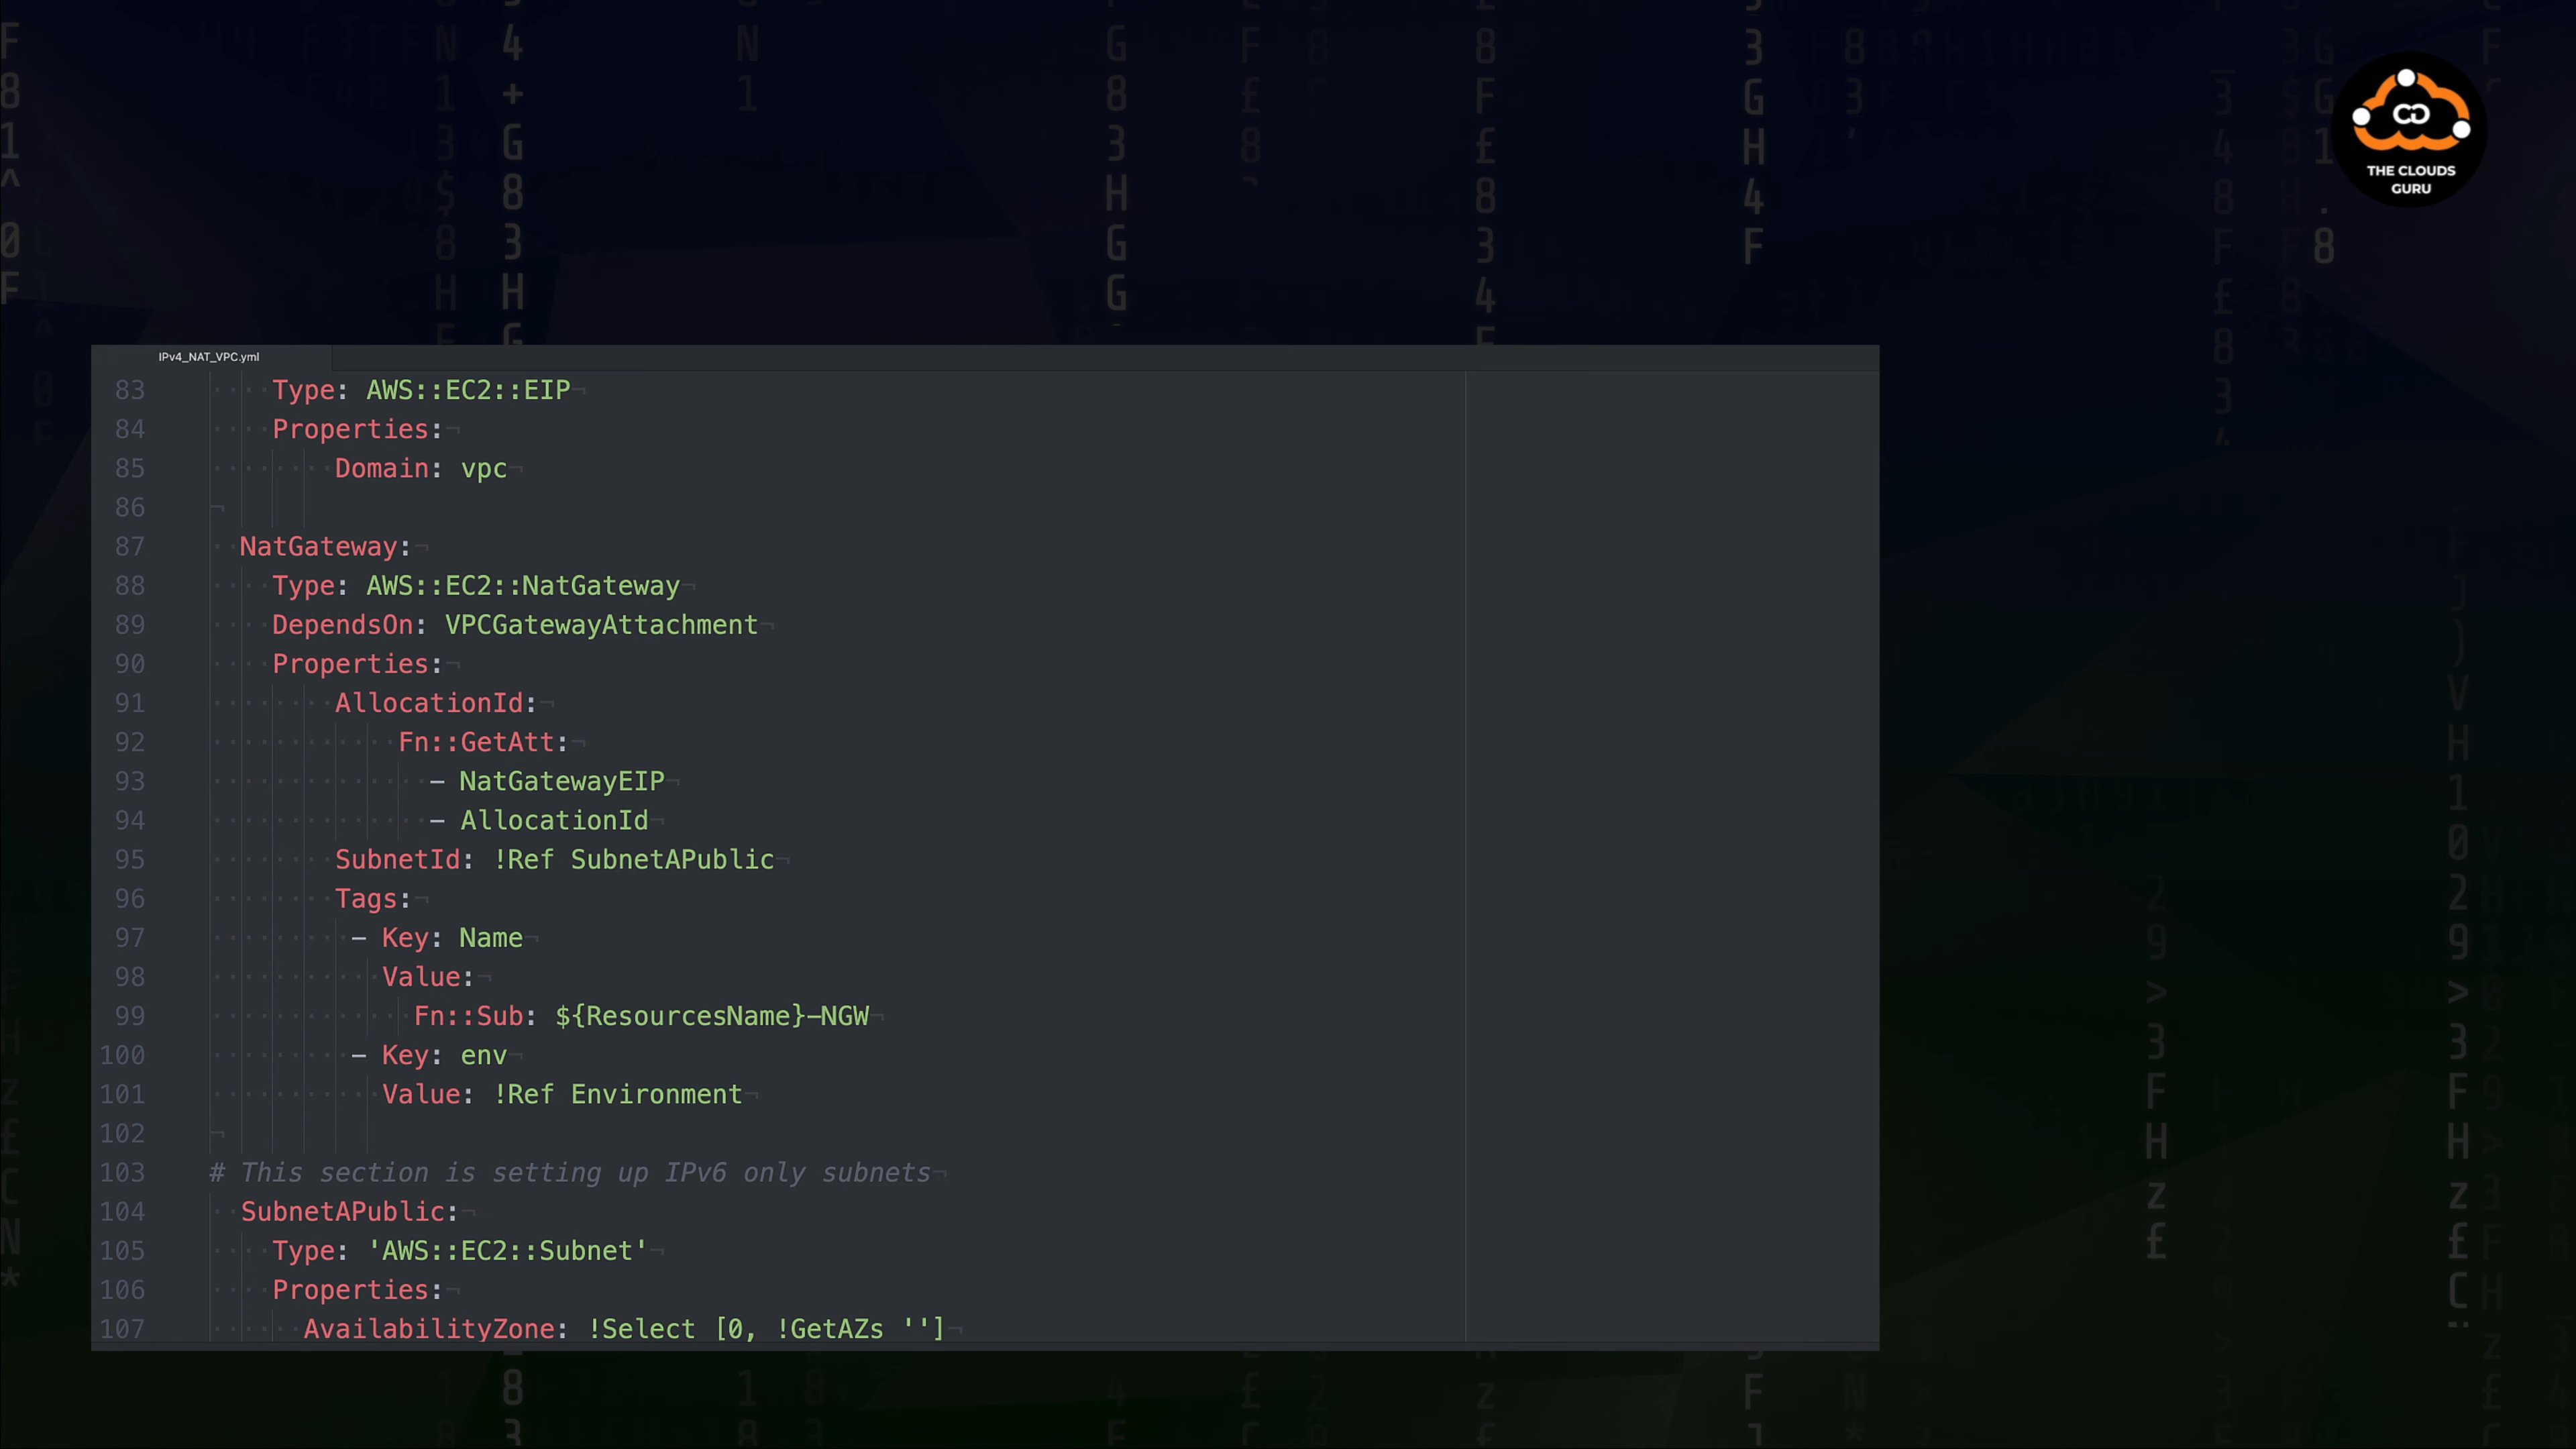 THE CLOUDS
GURU
IPv4_NAT_VPC.yml
83 Type: AWS::EC2::EIP
84 Properties:
85 Domain: vpc
86
87 NatGateway:
88 Type: AWS::EC2::NatGateway
89 DependsOn: VPCGatewayAttachment
90 Properties:
91 AllocationId:
92 Fn::GetAtt:
93 - NatGatewayEIP
94 - AllocationId
95 SubnetId: !Ref SubnetAPublic
96 Tags:
97 - Key: Name
98 Value:
99 Fn::Sub: ${ResourcesName}-NGW
100 - Key: env
101 Value: !Ref Environment
102
103 # This section is setting up IPv6 only subnets
104 SubnetAPublic:
105 Type: 'AWS::EC2::Subnet'
106 Properties:
107 AvailabilityZone: !Select [0, !GetAZs '']